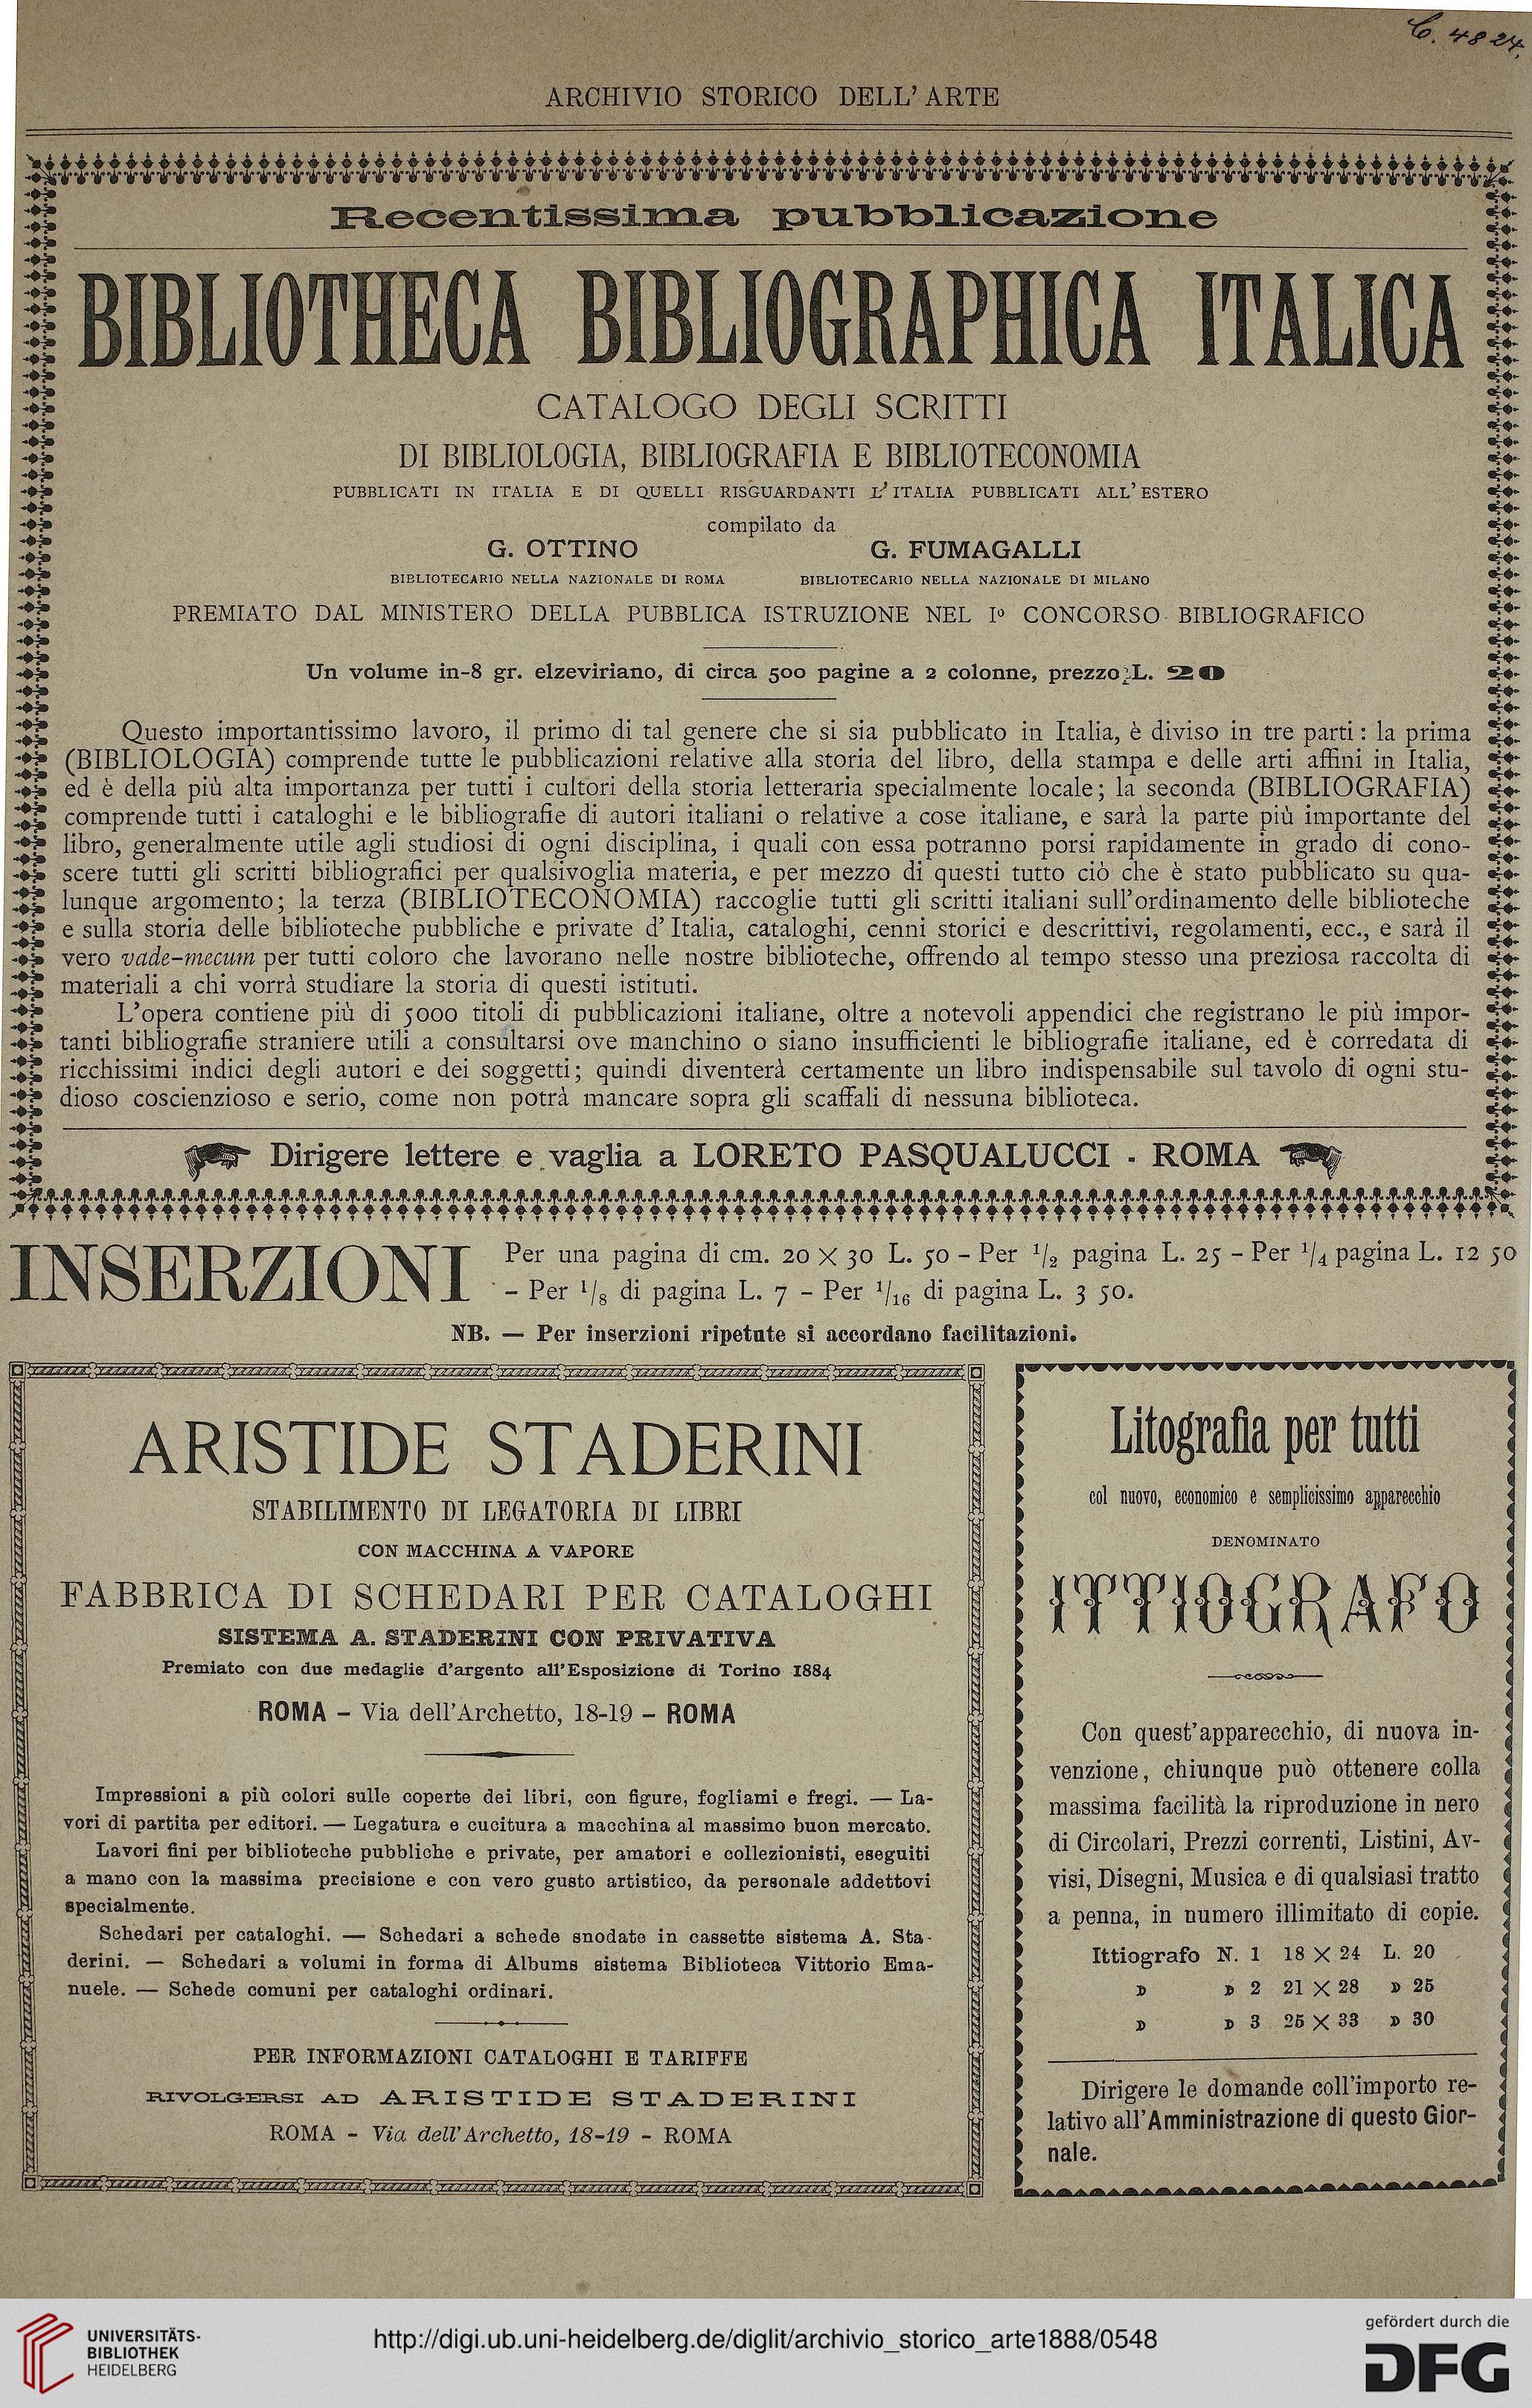 C. 4824.
ARCHIVIO STORICO DELL' ARTE
Recentissima pubblicazione
BIBLIOTHECA BIBLIOGRAPHICA ITALICA
CATALOGO DEGLI SCRITTI
DI BIBLIOLOGIA, BIBLIOGRAFIA E BIBLIOTECONOMIA
PUBBLICATI IN ITALIA E DI QUELLI RISGUARDANTI L' ITALIA PUBBLICATI ALL' ESTERO
compilato da
G. OTTINO G. FUMAGALLI
BIBLIOTECARIO NELLA NAZIONALE DI ROMA BIBLIOTECARIO NELLA NAZIONALE DI MILANO
PREMIATO DAL MINISTERO DELLA PUBBLICA ISTRUZIONE NEL Iº CONCORSO BIBLIOGRAFICO
Un volume in-8 gr. elzeviriano, di circa 500 pagine a 2 colonne, prezzo L. 20
Questo importantissimo lavoro, il primo di tal genere che si sia pubblicato in Italia, è diviso in tre parti: la prima
(BIBLIOLOGIA) comprende tutte le pubblicazioni relative alla storia del libro, della stampa e delle arti affini in Italia,
ed è della più alta importanza per tutti i cultori della storia letteraria specialmente locale; la seconda (BIBLIOGRAFIA)
comprende tutti i cataloghi e le bibliografie di autori italiani o relative a cose italiane, e sarà la parte più importante del
libro, generalmente utile agli studiosi di ogni disciplina, i quali con essa potranno porsi rapidamente in grado di cono-
scere tutti gli scritti bibliografici per qualsivoglia materia, e per mezzo di questi tutto ciò che è stato pubblicato su qua-
lunque argomento; la terza (BIBLIOTECONOMIA) raccoglie tutti gli scritti italiani sull'ordinamento delle biblioteche
e sulla storia delle biblioteche pubbliche e private d' Italia, cataloghi, cenni storici e descrittivi, regolamenti, ecc., e sarà il
vero vade-mecum per tutti coloro che lavorano nelle nostre biblioteche, offrendo al tempo stesso una preziosa raccolta di
materiali a chi vorrà studiare la storia di questi istituti.
L'opera contiene più di 5000 titoli di pubblicazioni italiane, oltre a notevoli appendici che registrano le più impor-
tanti bibliografie straniere utili a consultarsi ove manchino o siano insufficienti le bibliografie italiane, ed è corredata di
ricchissimi indici degli autori e dei soggetti; quindi diventerà certamente un libro indispensabile sul tavolo di ogni stu-
dioso coscienzioso e serio, come non potrà mancare sopra gli scaffali di nessuna biblioteca.
Dirigere lettere e vaglia a LORETO PASQUALUCCI - ROMA
INSERZIONI Per una pagina di cm. 20 × 30 L. 50 - Per 1/2 pagina L. 25 - Per 1/4 pagina L. 12 50
- Per 1/8 di pagina L. 7 - Per 1/16 di pagina L. 3 50.
NB. — Per inserzioni ripetute si accordano facilitazioni.
ARISTIDE STADERINI
STABILIMENTO DI LEGATORIA DI LIBRI
CON MACCHINA A VAPORE
FABBRICA DI SCHEDARI PER CATALOGHI
SISTEMA A. STADERINI CON PRIVATIVA
Premiato con due medaglie d'argento all'Esposizione di Torino 1884
ROMA – Via dell'Archetto, 18-19 – ROMA
Impressioni a più colori sulle coperte dei libri, con figure, fogliami e fregi. — La-
vori di partita per editori. — Legatura e cucitura a macchina al massimo buon mercato.
Lavori fini per biblioteche pubbliche e private, per amatori e collezionisti, eseguiti
a mano con la massima precisione e con vero gusto artistico, da personale addettovi
specialmente.
Schedari per cataloghi. — Schedari a schede snodate in cassette sistema A. Sta-
derini. — Schedari a volumi in forma di Albums sistema Biblioteca Vittorio Ema-
nuele. — Schede comuni per cataloghi ordinari.
PER INFORMAZIONI CATALOGHI E TARIFFE
RIVOLGERSI AD ARISTIDE STADERINI
ROMA - Via dell'Archetto, 18-19 - ROMA
Litografia per tutti
col nuovo, economico e semplicissimo apparecchio
DENOMINATO
ITTIOGRAFO
Con quest'apparecchio, di nuova in-
venzione, chiunque può ottenere colla
massima facilità la riproduzione in nero
di Circolari, Prezzi correnti, Listini, Av-
visi, Disegni, Musica e di qualsiasi tratto
a penna, in numero illimitato di copie.
Ittiografo N. 1 18 × 24 L. 20
» » 2 21 × 28 » 25
» » 3 25 × 33 » 30
Dirigere le domande coll'importo re-
lativo all'Amministrazione di questo Gior-
nale.
UNIVERSITÄTS-
BIBLIOTHEK
HEIDELBERG
http://digi.ub.uni-heidelberg.de/diglit/archivio_storico_arte1888/0548
gefördert durch die
DFG